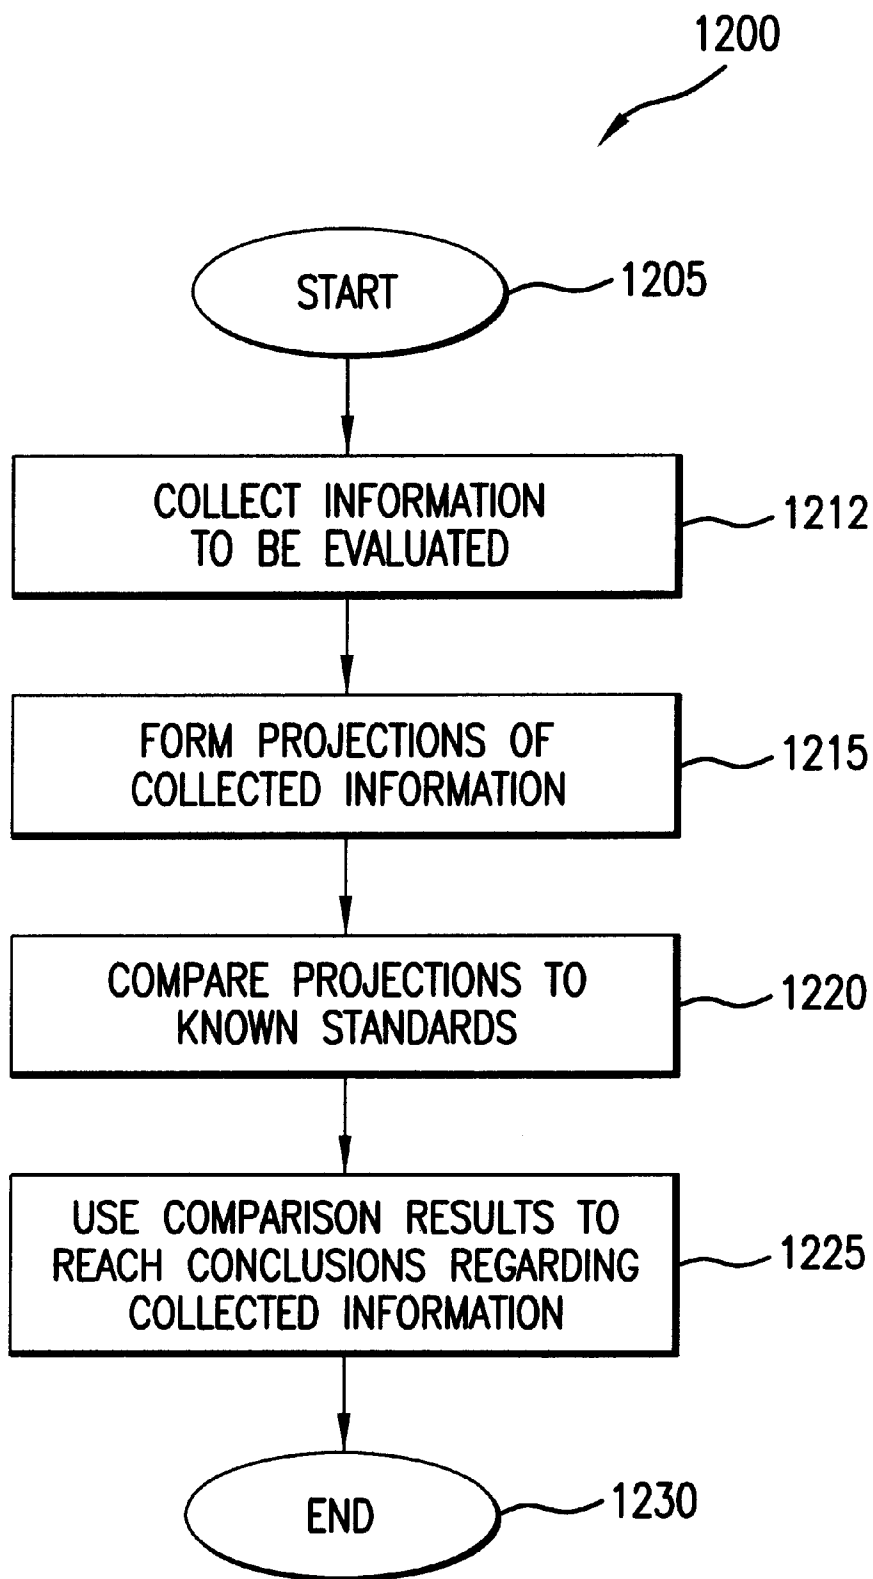 1200
START
1205
COLLECT INFORMATION
TO BE EVALUATED
1212
FORM PROJECTIONS OF
COLLECTED INFORMATION
1215
COMPARE PROJECTIONS TO
KNOWN STANDARDS
1220
USE COMPARISON RESULTS TO
REACH CONCLUSIONS REGARDING
COLLECTED INFORMATION
1225
END
1230